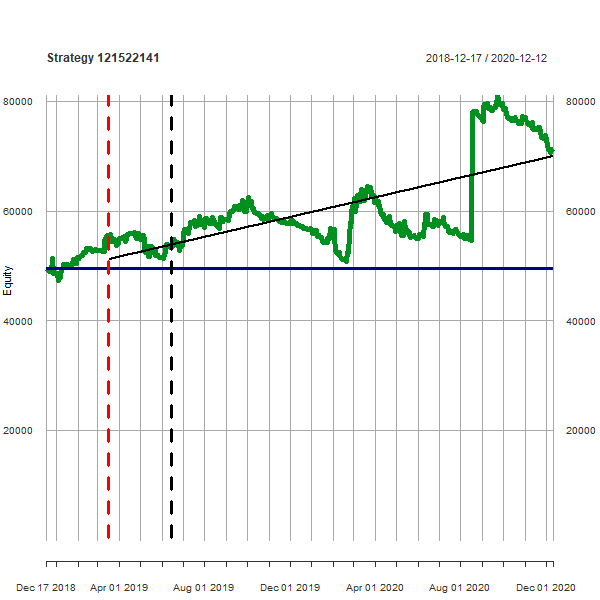 Strategy 121522141
2018-12-17 / 2020-12-12
80000 80000
60000 60000
Equity
40000 40000
20000 20000
Dec 17 2018 Apr 01 2019 Aug 01 2019 Dec 01 2019 Apr 01 2020 Aug 01 2020 Dec 01 2020